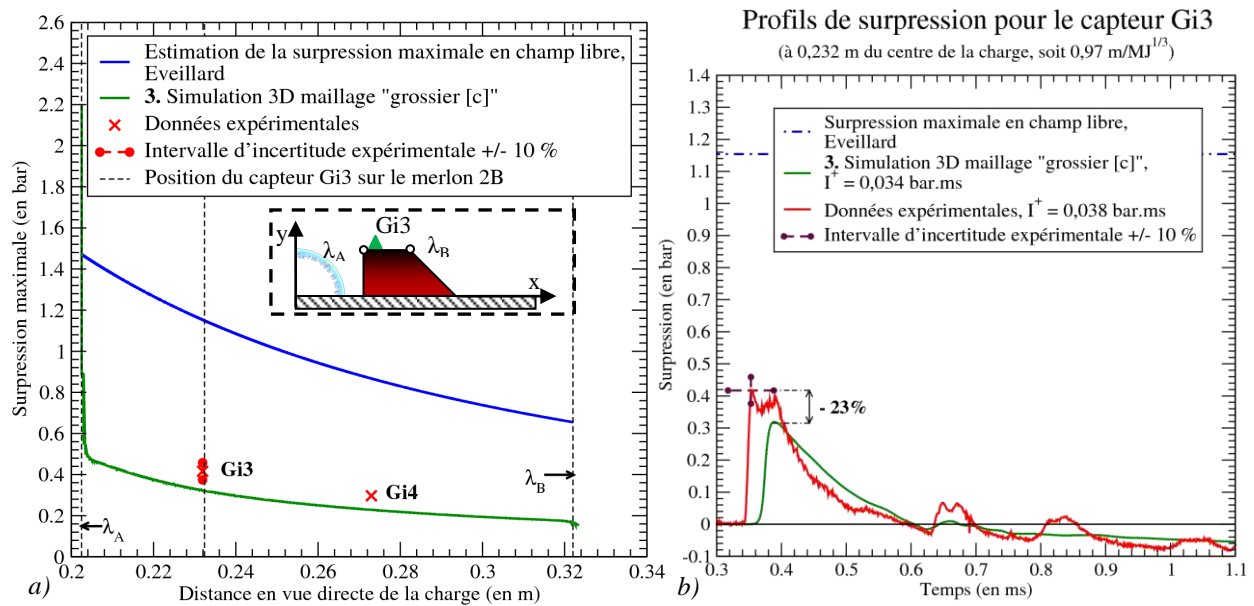 2.6
2.4
2.2
2
1.8
1.6
1.4
1.2
1
0.8
0.6
0.4
0.2
0
Surpression maximale (en bar)
Estimation de la surpression maximale en champ libre,
Eveillard
3. Simulation 3D maillage "grossier [c]"
Données expérimentales
Intervalle d'incertitude expérimentale +/- 10 %
Position du capteur Gi3 sur le merlon 2B
y
λA
Gi3
λB
x
Gi3
Gi4
λB
λA
0.2
0.22
0.24
0.26
0.28
0.3
0.32
0.34
a)
Distance en vue directe de la charge (en m)
Profils de surpression pour le capteur Gi3
(à 0,232 m du centre de la charge, soit 0,97 m/MJ^1/3)
1.4
1.3
1.2
1.1
1
0.9
0.8
0.7
0.6
0.5
0.4
0.3
0.2
0.1
0
-0.1
Surpression (en bar)
Surpression maximale en champ libre,
Eveillard
3. Simulation 3D maillage "grossier [c]",
I^+ = 0,034 bar.ms
Données expérimentales, I^+ = 0,038 bar.ms
Intervalle d'incertitude expérimentale +/- 10 %
- 23%
0.3
0.4
0.5
0.6
0.7
0.8
0.9
1
1.1
b)
Temps (en ms)